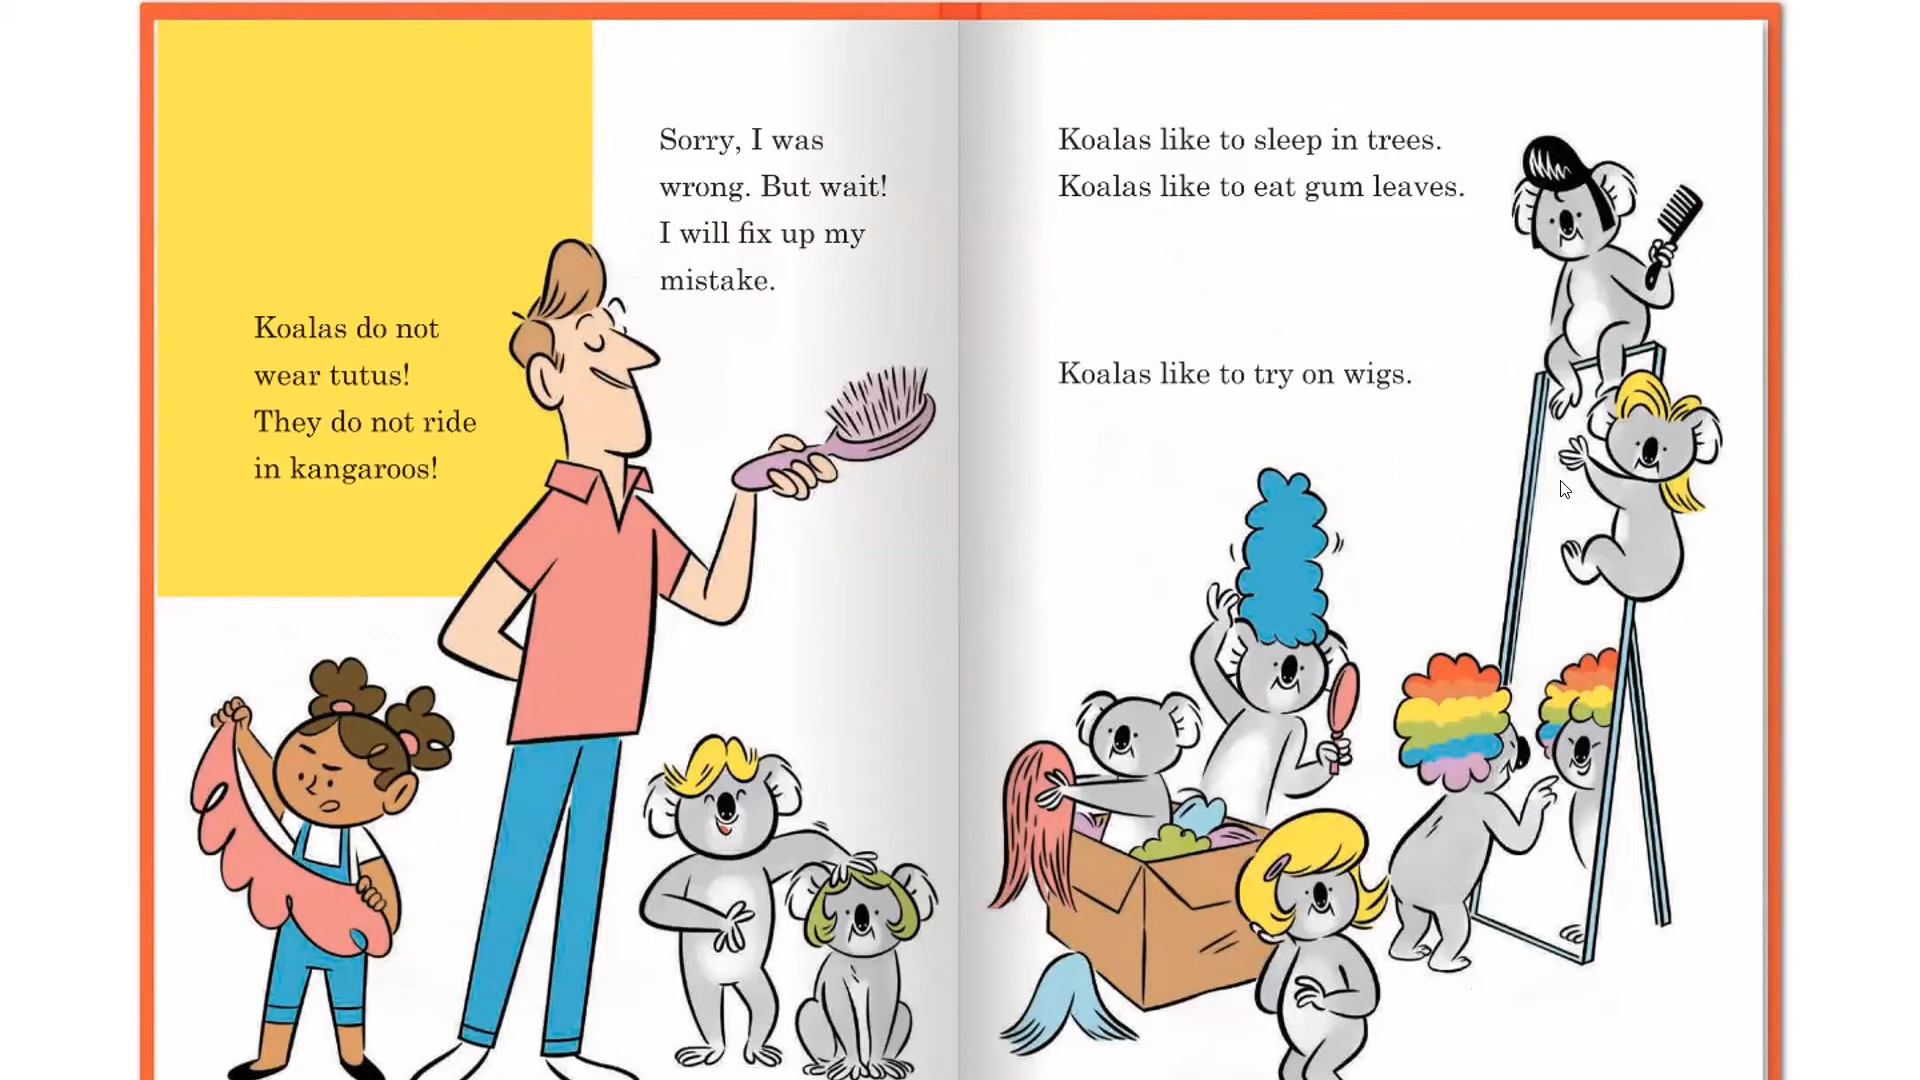 Koalas do not
wear tutus!
They do not ride
in kangaroos!
Sorry, I was
wrong. But wait!
I will fix up my
mistake.
Koalas like to sleep in trees.
Koalas like to eat gum leaves.
Koalas like to try on wigs.